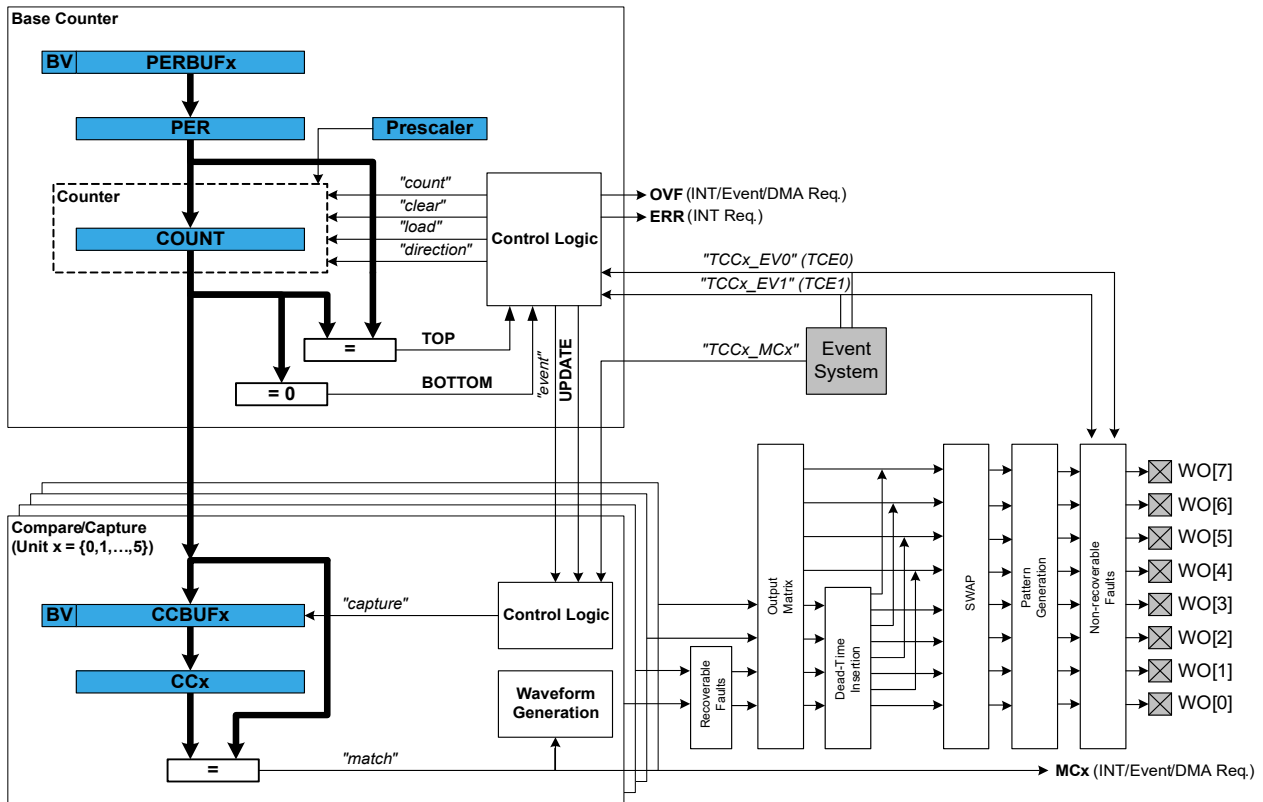 Base Counter
BV PERBUFx
PER
Prescaler
Counter
COUNT
"count"
"clear"
"load"
"direction"
Control Logic
OVF (INT/Event/DMA Req.)
ERR (INT Req.)
"TCCx_EV0" (TCE0)
"TCCx_EV1" (TCE1)
"TCCx_MCx"
Event
System
=
TOP
= 0
BOTTOM
"event"
UPDATE
Compare/Capture
(Unit x = {0,1,…,5})
BV CCBUFx
"capture"
Control Logic
CCx
Waveform
Generation
=
"match"
Recoverable
Faults
Output
Matrix
Dead-Time
Insertion
SWAP
Pattern
Generation
Non-recoverable
Faults
WO[7]
WO[6]
WO[5]
WO[4]
WO[3]
WO[2]
WO[1]
WO[0]
MCx (INT/Event/DMA Req.)